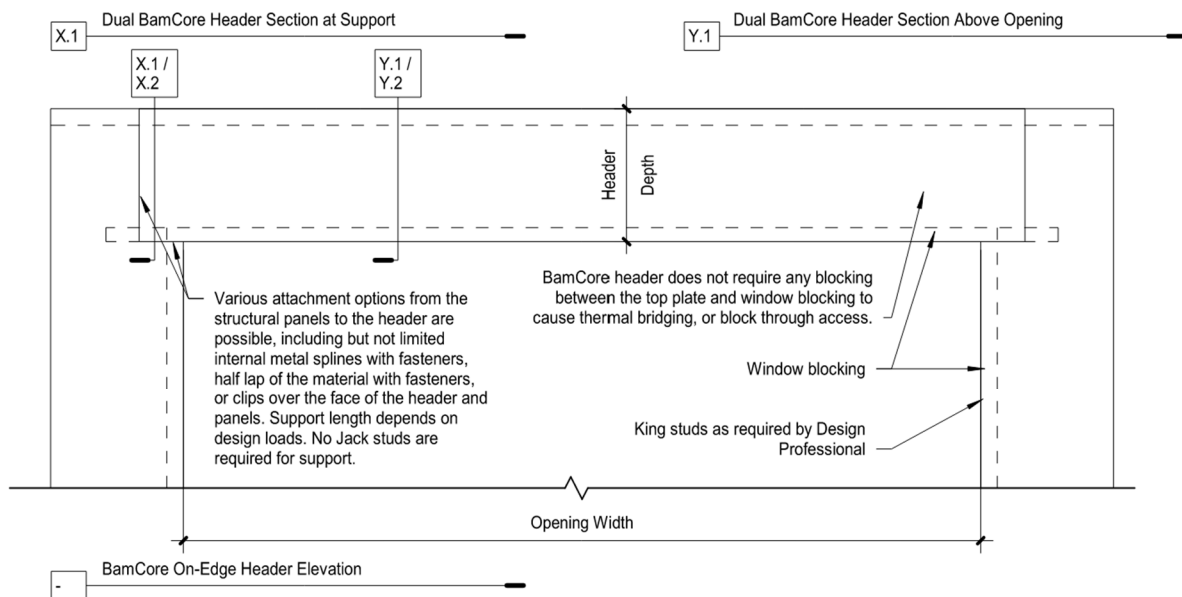 Dual BamCore Header Section at Support
X.1
Dual BamCore Header Section Above Opening
Y.1
X.1 /
X.2
Y.1 /
Y.2
Header
Depth
Various attachment options from the
structural panels to the header are
possible, including but not limited
internal metal splines with fasteners,
half lap of the material with fasteners,
or clips over the face of the header and
panels. Support length depends on
design loads. No Jack studs are
required for support.
BamCore header does not require any blocking
between the top plate and window blocking to
cause thermal bridging, or block through access.
Window blocking
King studs as required by Design
Professional
Opening Width
BamCore On-Edge Header Elevation
-